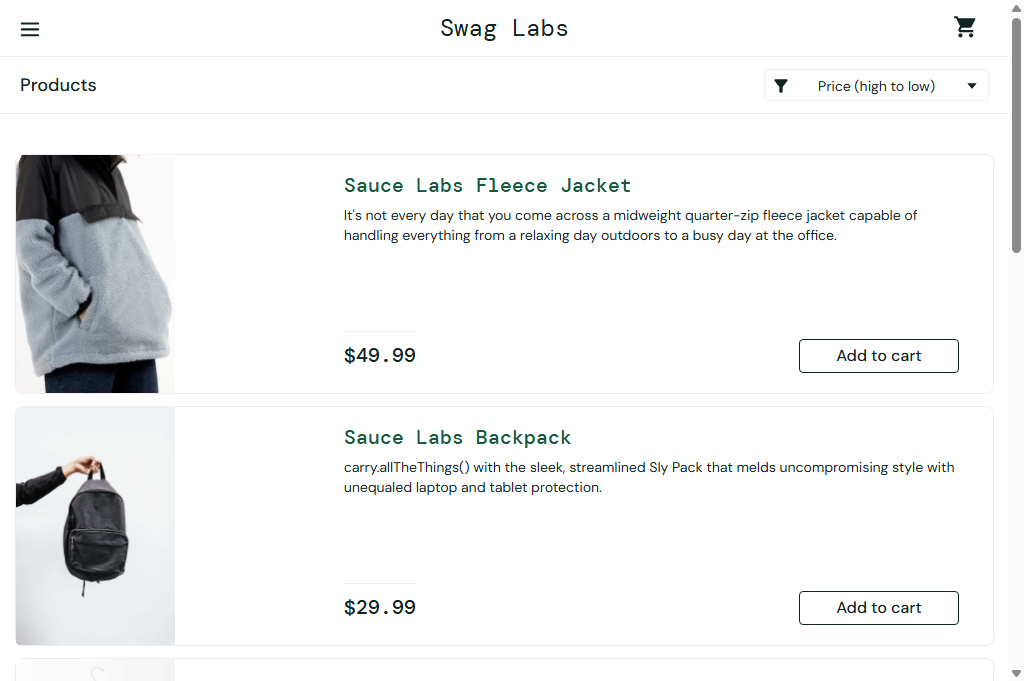 Swag Labs
Products
Price (high to low)
Sauce Labs Fleece Jacket
It's not every day that you come across a midweight quarter-zip fleece jacket capable of
handling everything from a relaxing day outdoors to a busy day at the office.
$49.99
Add to cart
Sauce Labs Backpack
carry.allTheThings() with the sleek, streamlined Sly Pack that melds uncompromising style with
unequaled laptop and tablet protection.
$29.99
Add to cart